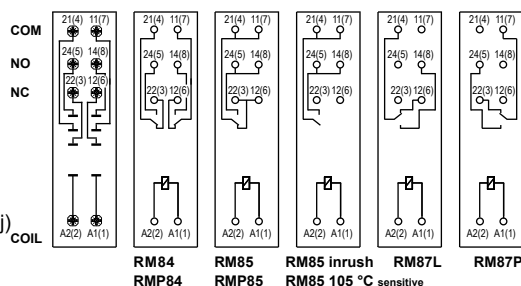 COM 21(4) 11(7) 21(4) 11(7) 21(4) 11(7) 21(4) 11(7) 21(4) 11(7) 21(4) 11(7)
NO 24(5) 14(8) 24(5) 14(8) 24(5) 14(8) 24(5) 14(8) 24(5) 14(8) 24(5) 14(8)
NC 22(3) 12(6) 22(3) 12(6) 22(3) 12(6) 22(3) 12(6) 22(3) 12(6) 22(3) 12(6)
j)
COIL A2(2) A1(1) A2(2) A1(1) A2(2) A1(1) A2(2) A1(1) A2(2) A1(1) A2(2) A1(1)
RM84 RM85 RM85 inrush RM87L RM87P
RMP84 RMP85 RM85 105 °C sensitive